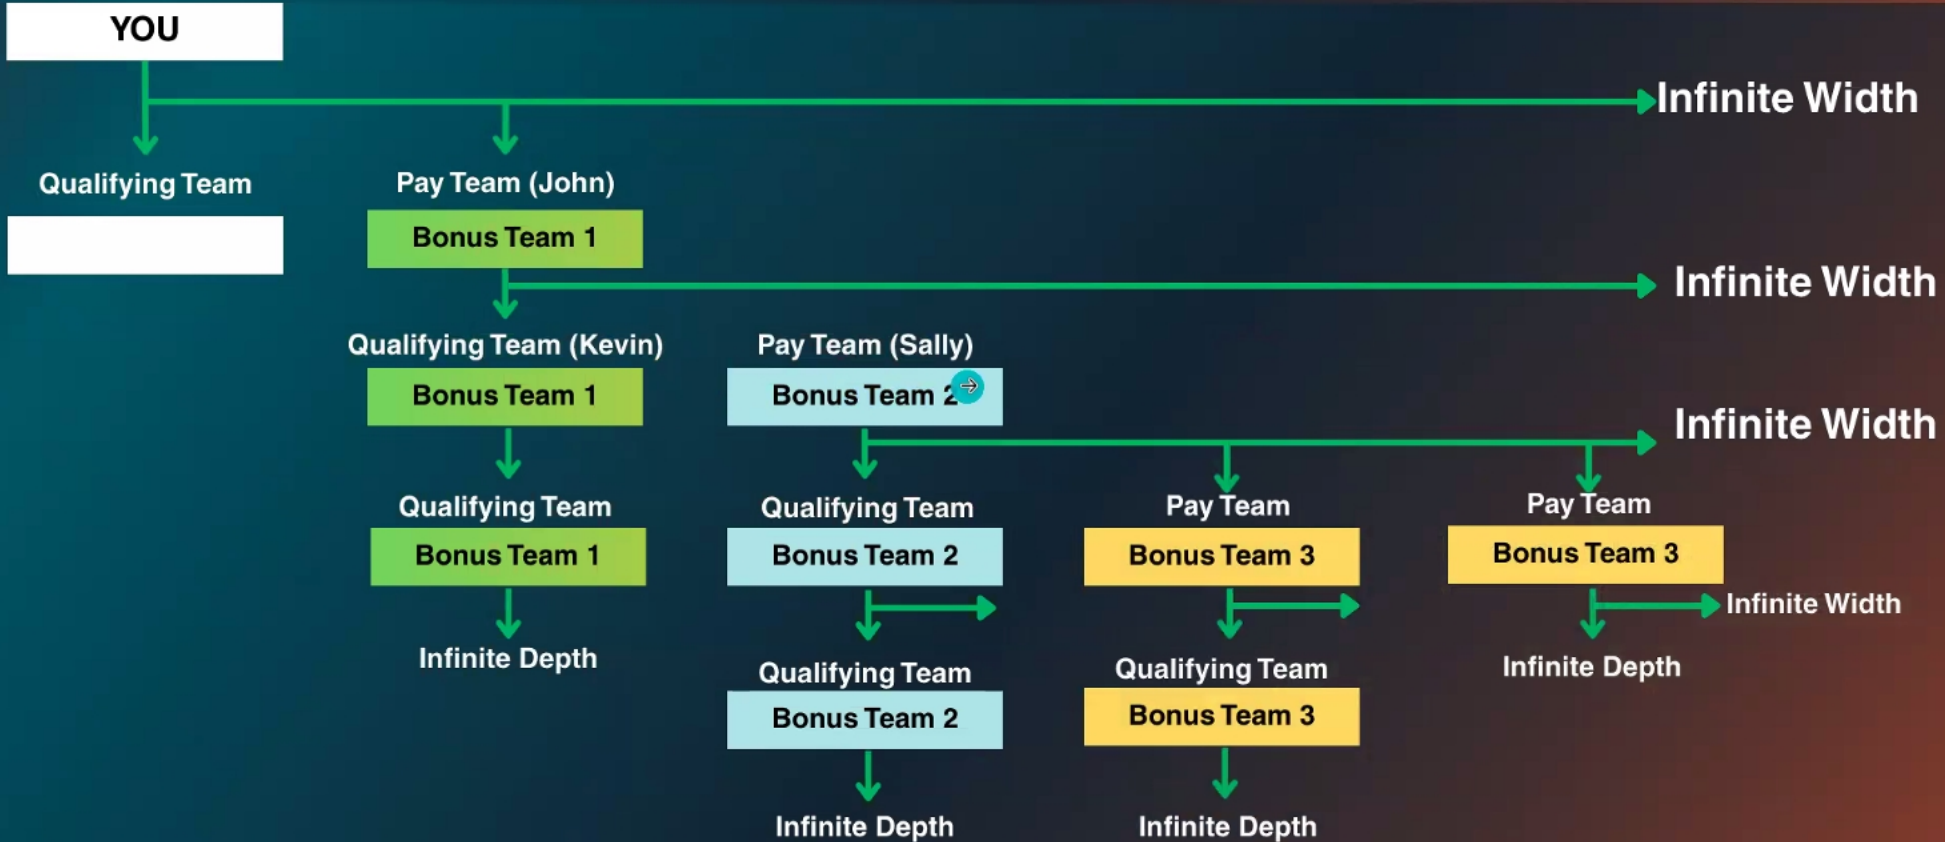 YOU
Infinite Width
Qualifying Team
Pay Team (John)
Bonus Team 1
Infinite Width
Qualifying Team (Kevin)
Pay Team (Sally)
Bonus Team 1
Bonus Team 2
Infinite Width
Qualifying Team
Qualifying Team
Pay Team
Pay Team
Bonus Team 1
Bonus Team 2
Bonus Team 3
Bonus Team 3
Infinite Width
Infinite Depth
Qualifying Team
Qualifying Team
Infinite Depth
Bonus Team 2
Bonus Team 3
Infinite Depth
Infinite Depth